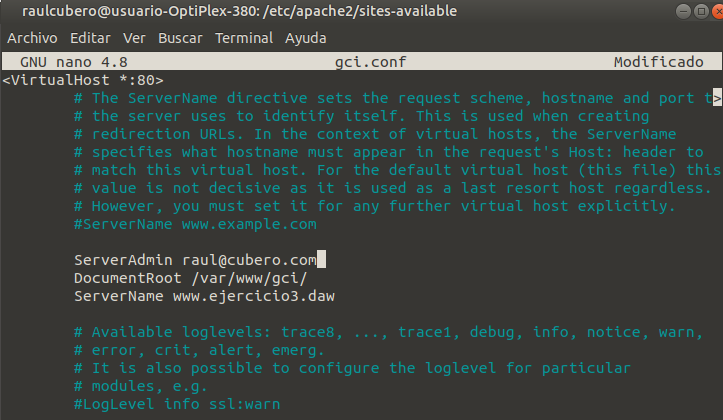 raulcubero@usuario-OptiPlex-380: /etc/apache2/sites-available
Archivo Editar Ver Buscar Terminal Ayuda
GNU nano 4.8 gci.conf Modificado
<VirtualHost *:80>
# The ServerName directive sets the request scheme, hostname and port t>
# the server uses to identify itself. This is used when creating
# redirection URLs. In the context of virtual hosts, the ServerName
# specifies what hostname must appear in the request's Host: header to
# match this virtual host. For the default virtual host (this file) this
# value is not decisive as it is used as a last resort host regardless.
# However, you must set it for any further virtual host explicitly.
#ServerName www.example.com
ServerAdmin raul@cubero.com
DocumentRoot /var/www/gci/
ServerName www.ejercicio3.daw
# Available loglevels: trace8, ..., trace1, debug, info, notice, warn,
# error, crit, alert, emerg.
# It is also possible to configure the loglevel for particular
# modules, e.g.
#LogLevel info ssl:warn